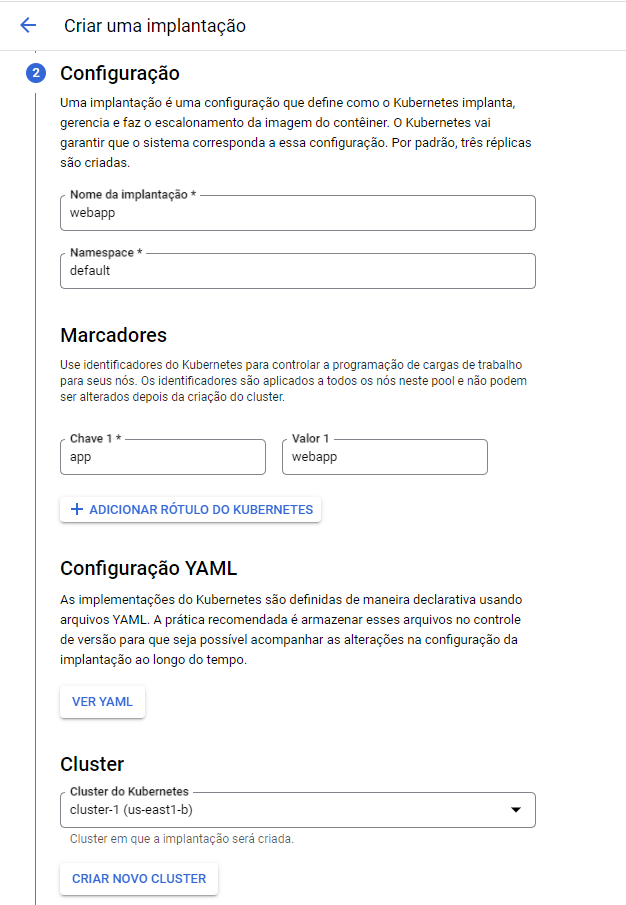 Criar uma implantação
2
Configuração
Uma implantação é uma configuração que define como o Kubernetes implanta,
gerencia e faz o escalonamento da imagem do contêiner. O Kubernetes vai
garantir que o sistema corresponda a essa configuração. Por padrão, três réplicas
são criadas.
Nome da implantação *
webapp
Namespace *
default
Marcadores
Use identificadores do Kubernetes para controlar a programação de cargas de trabalho
para seus nós. Os identificadores são aplicados a todos os nós neste pool e não podem
ser alterados depois da criação do cluster.
Chave 1 *
app
Valor 1
webapp
ADICIONAR RÓTULO DO KUBERNETES
Configuração YAML
As implementações do Kubernetes são definidas de maneira declarativa usando
arquivos YAML. A prática recomendada é armazenar esses arquivos no controle
de versão para que seja possível acompanhar as alterações na configuração da
implantação ao longo do tempo.
VER YAML
Cluster
Cluster do Kubernetes
cluster-1 (us-east1-b)
Cluster em que a implantação será criada.
CRIAR NOVO CLUSTER